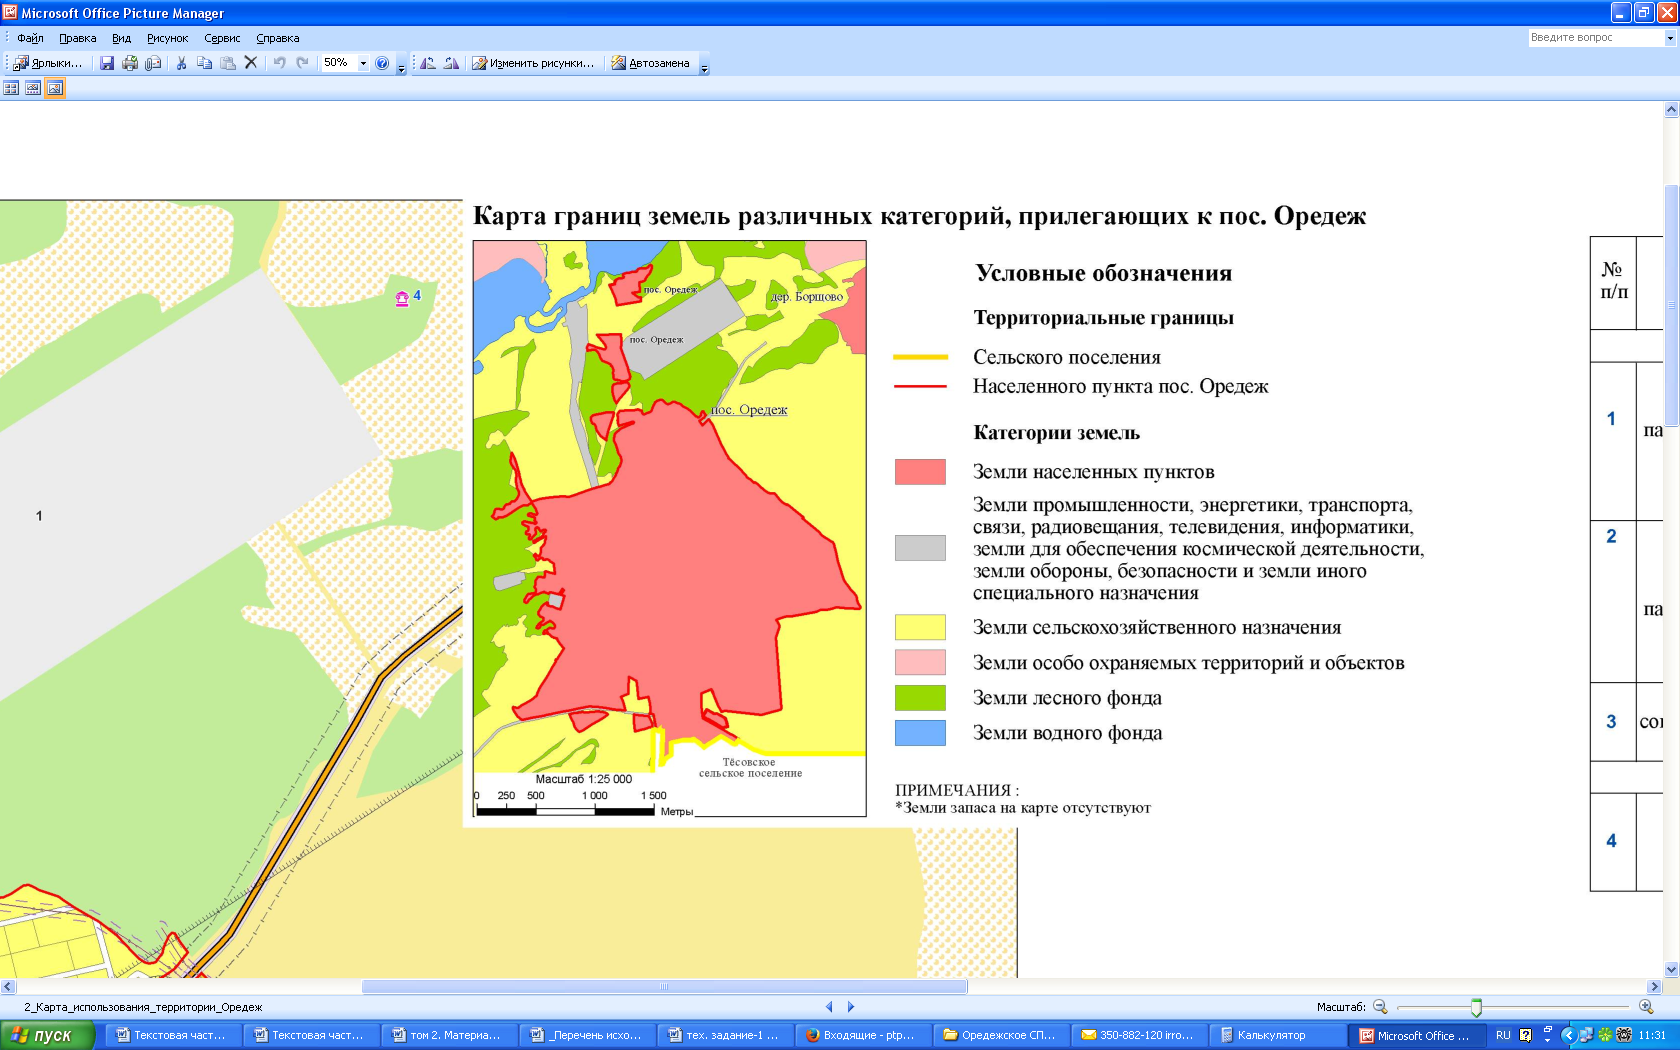 Microsoft Office Picture Manager
Файл Правка Вид Рисунок Сервис Справка
Введите вопрос
Ярлыки... 50% Изменить рисунки... Автозамена
Карта границ земель различных категорий, прилегающих к пос. Оредеж
4
1
пос. Оредеж
дер. Борщово
пос. Оредеж
пос. Оредеж
Тёсовское
сельское поселение
Масштаб 1:25 000
0 250 500 1 000 1 500
Метры
Условные обозначения
Территориальные границы
Сельского поселения
Населенного пункта пос. Оредеж
Категории земель
Земли населенных пунктов
Земли промышленности, энергетики, транспорта,
связи, радиовещания, телевидения, информатики,
земли для обеспечения космической деятельности,
земли обороны, безопасности и земли иного
специального назначения
Земли сельскохозяйственного назначения
Земли особо охраняемых территорий и объектов
Земли лесного фонда
Земли водного фонда
ПРИМЕЧАНИЯ :
*Земли запаса на карте отсутствуют
№
п/п
1
па
2
па
3
4
2_Карта_использования_территории_Оредеж
Масштаб:
пуск Текстовая част... Текстовая част... том 2. Материа... _Перечень исхо... тех. задание-1 ... Входящие - ptp... Оредежское СП... 350-882-120 irro... Калькулятор Microsoft Office ... RU 11:31